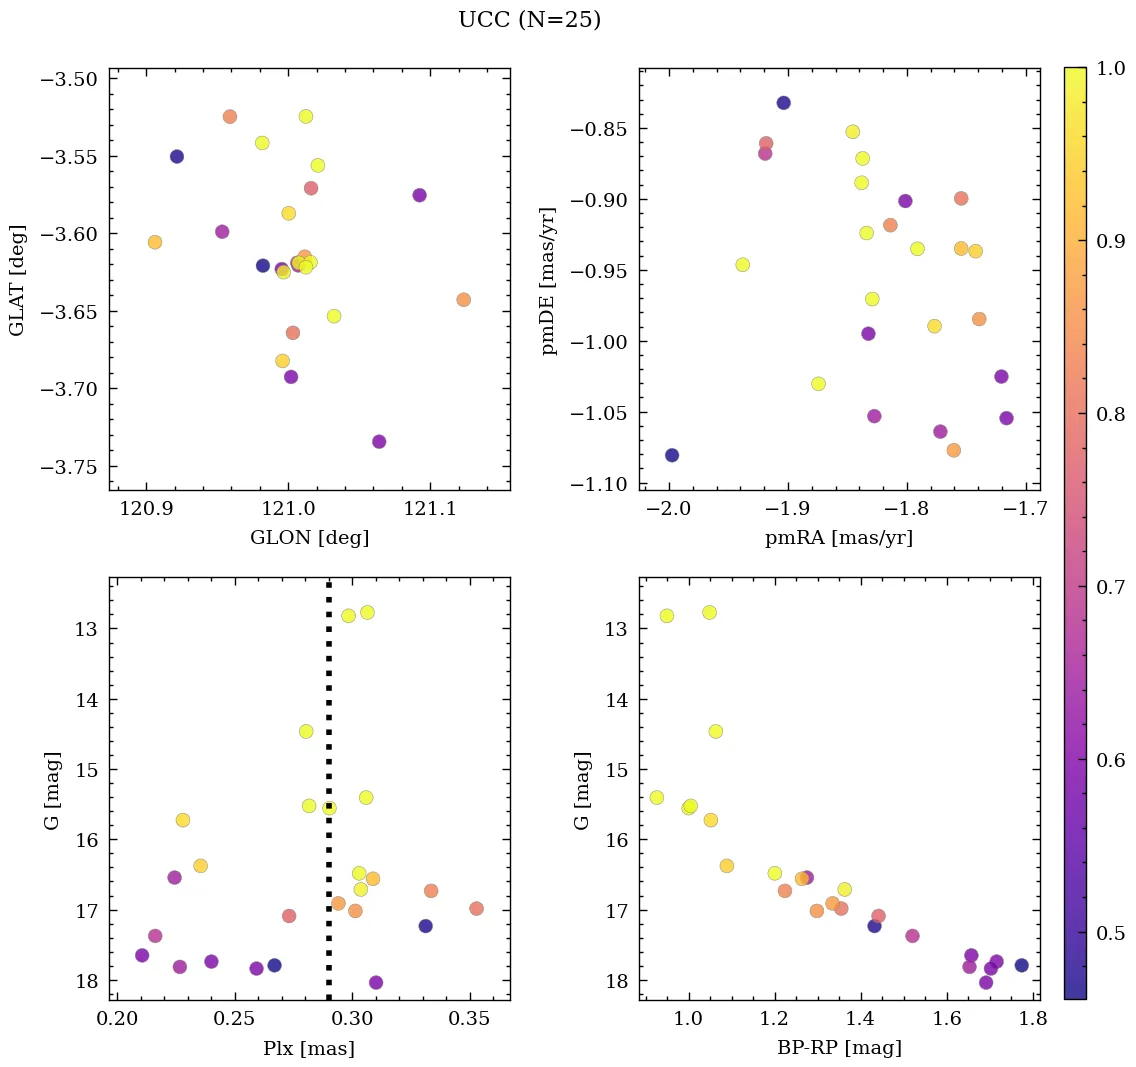 UCC (N=25)
−3.50
−3.55
−3.60
−3.65
−3.70
−3.75
GLAT [deg]
120.9 121.0 121.1
GLON [deg]
−0.85
−0.90
−0.95
−1.00
−1.05
−1.10
pmDE [mas/yr]
−2.0 −1.9 −1.8 −1.7
pmRA [mas/yr]
13
14
15
16
17
18
G [mag]
0.20 0.25 0.30 0.35
Plx [mas]
13
14
15
16
17
18
G [mag]
1.0 1.2 1.4 1.6 1.8
BP-RP [mag]
1.0
0.9
0.8
0.7
0.6
0.5